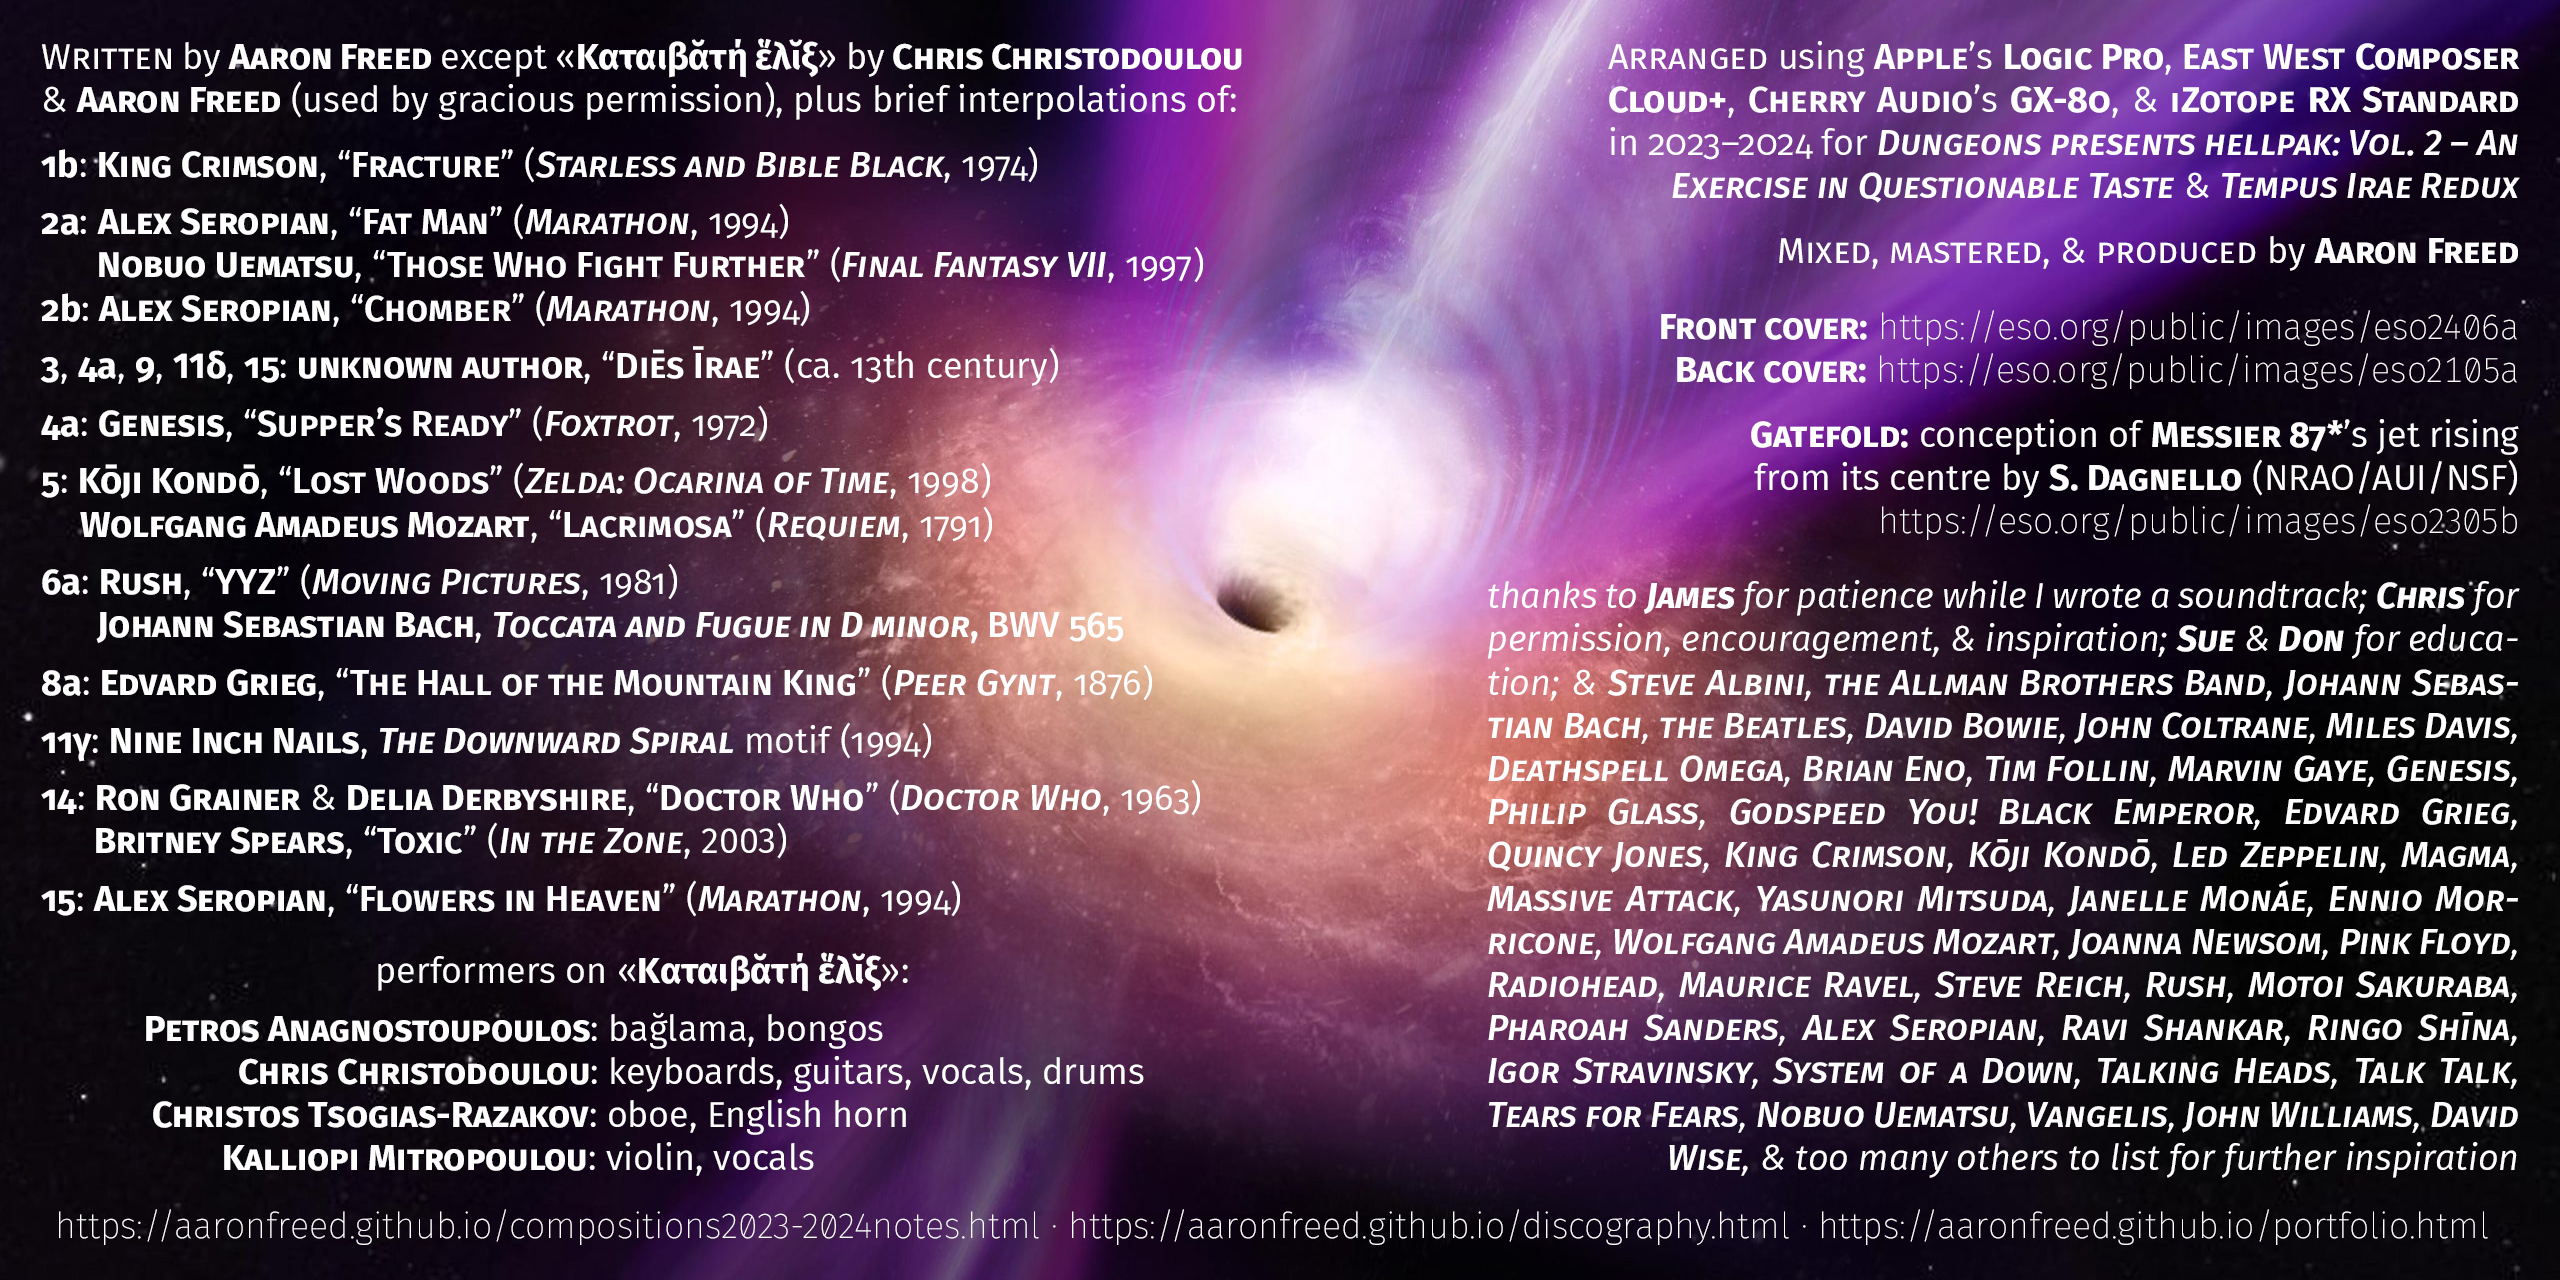 Written by Aaron Freed except «Καταιβᾰτή ἕλῐξ» by Chris Christodoulou
& Aaron Freed (used by gracious permission), plus brief interpolations of:
1b: King Crimson, “Fracture” (Starless and Bible Black, 1974)
2a: Alex Seropian, “Fat Man” (Marathon, 1994)
Nobuo Uematsu, “Those Who Fight Further” (Final Fantasy VII, 1997)
2b: Alex Seropian, “Chomber” (Marathon, 1994)
3, 4a, 9, 11δ, 15: unknown author, “Diēs Īrae” (ca. 13th century)
4a: Genesis, “Supper’s Ready” (Foxtrot, 1972)
5: Kōji Kondō, “Lost Woods” (Zelda: Ocarina of Time, 1998)
Wolfgang Amadeus Mozart, “Lacrimosa” (Requiem, 1791)
6a: Rush, “YYZ” (Moving Pictures, 1981)
Johann Sebastian Bach, Toccata and Fugue in D minor, BWV 565
8a: Edvard Grieg, “The Hall of the Mountain King” (Peer Gynt, 1876)
11γ: Nine Inch Nails, The Downward Spiral motif (1994)
14: Ron Grainer & Delia Derbyshire, “Doctor Who” (Doctor Who, 1963)
Britney Spears, “Toxic” (In the Zone, 2003)
15: Alex Seropian, “Flowers in Heaven” (Marathon, 1994)
performers on «Καταιβᾰτή ἕλῐξ»:
Petros Anagnostoupoulos: bağlama, bongos
Chris Christodoulou: keyboards, guitars, vocals, drums
Christos Tsogias-Razakov: oboe, English horn
Kalliopi Mitropoulou: violin, vocals
Arranged using Apple’s Logic Pro, East West Composer
Cloud+, Cherry Audio’s GX-80, & iZotope RX Standard
in 2023–2024 for Dungeons presents hellpak: Vol. 2 – An
Exercise in Questionable Taste & Tempus Irae Redux
Mixed, mastered, & produced by Aaron Freed
Front cover: https://eso.org/public/images/eso2406a
Back cover: https://eso.org/public/images/eso2105a
Gatefold: conception of Messier 87*’s jet rising
from its centre by S. Dagnello (NRAO/AUI/NSF)
https://eso.org/public/images/eso2305b
thanks to James for patience while I wrote a soundtrack; Chris for
permission, encouragement, & inspiration; Sue & Don for educa-
tion; & Steve Albini, the Allman Brothers Band, Johann Sebas-
tian Bach, the Beatles, David Bowie, John Coltrane, Miles Davis,
Deathspell Omega, Brian Eno, Tim Follin, Marvin Gaye, Genesis,
Philip Glass, Godspeed You! Black Emperor, Edvard Grieg,
Quincy Jones, King Crimson, Kōji Kondō, Led Zeppelin, Magma,
Massive Attack, Yasunori Mitsuda, Janelle Monáe, Ennio Mor-
ricone, Wolfgang Amadeus Mozart, Joanna Newsom, Pink Floyd,
Radiohead, Maurice Ravel, Steve Reich, Rush, Motoi Sakuraba,
Pharoah Sanders, Alex Seropian, Ravi Shankar, Ringo Shīna,
Igor Stravinsky, System of a Down, Talking Heads, Talk Talk,
Tears for Fears, Nobuo Uematsu, Vangelis, John Williams, David
Wise, & too many others to list for further inspiration
https://aaronfreed.github.io/compositions2023-2024notes.html · https://aaronfreed.github.io/discography.html · https://aaronfreed.github.io/portfolio.html